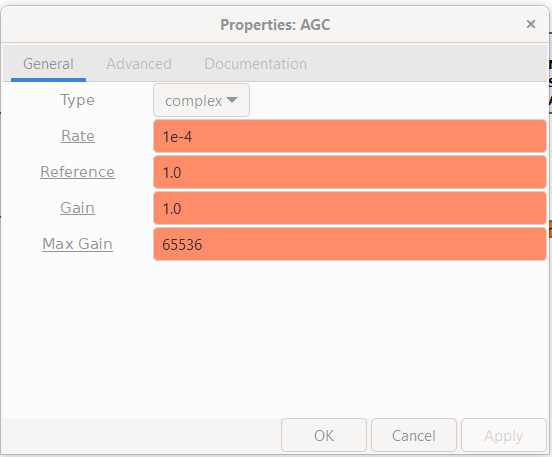 Properties: AGC ×
General Advanced Documentation
Type complex
Rate 1e-4
Reference 1.0
Gain 1.0
Max Gain 65536
OK Cancel Apply